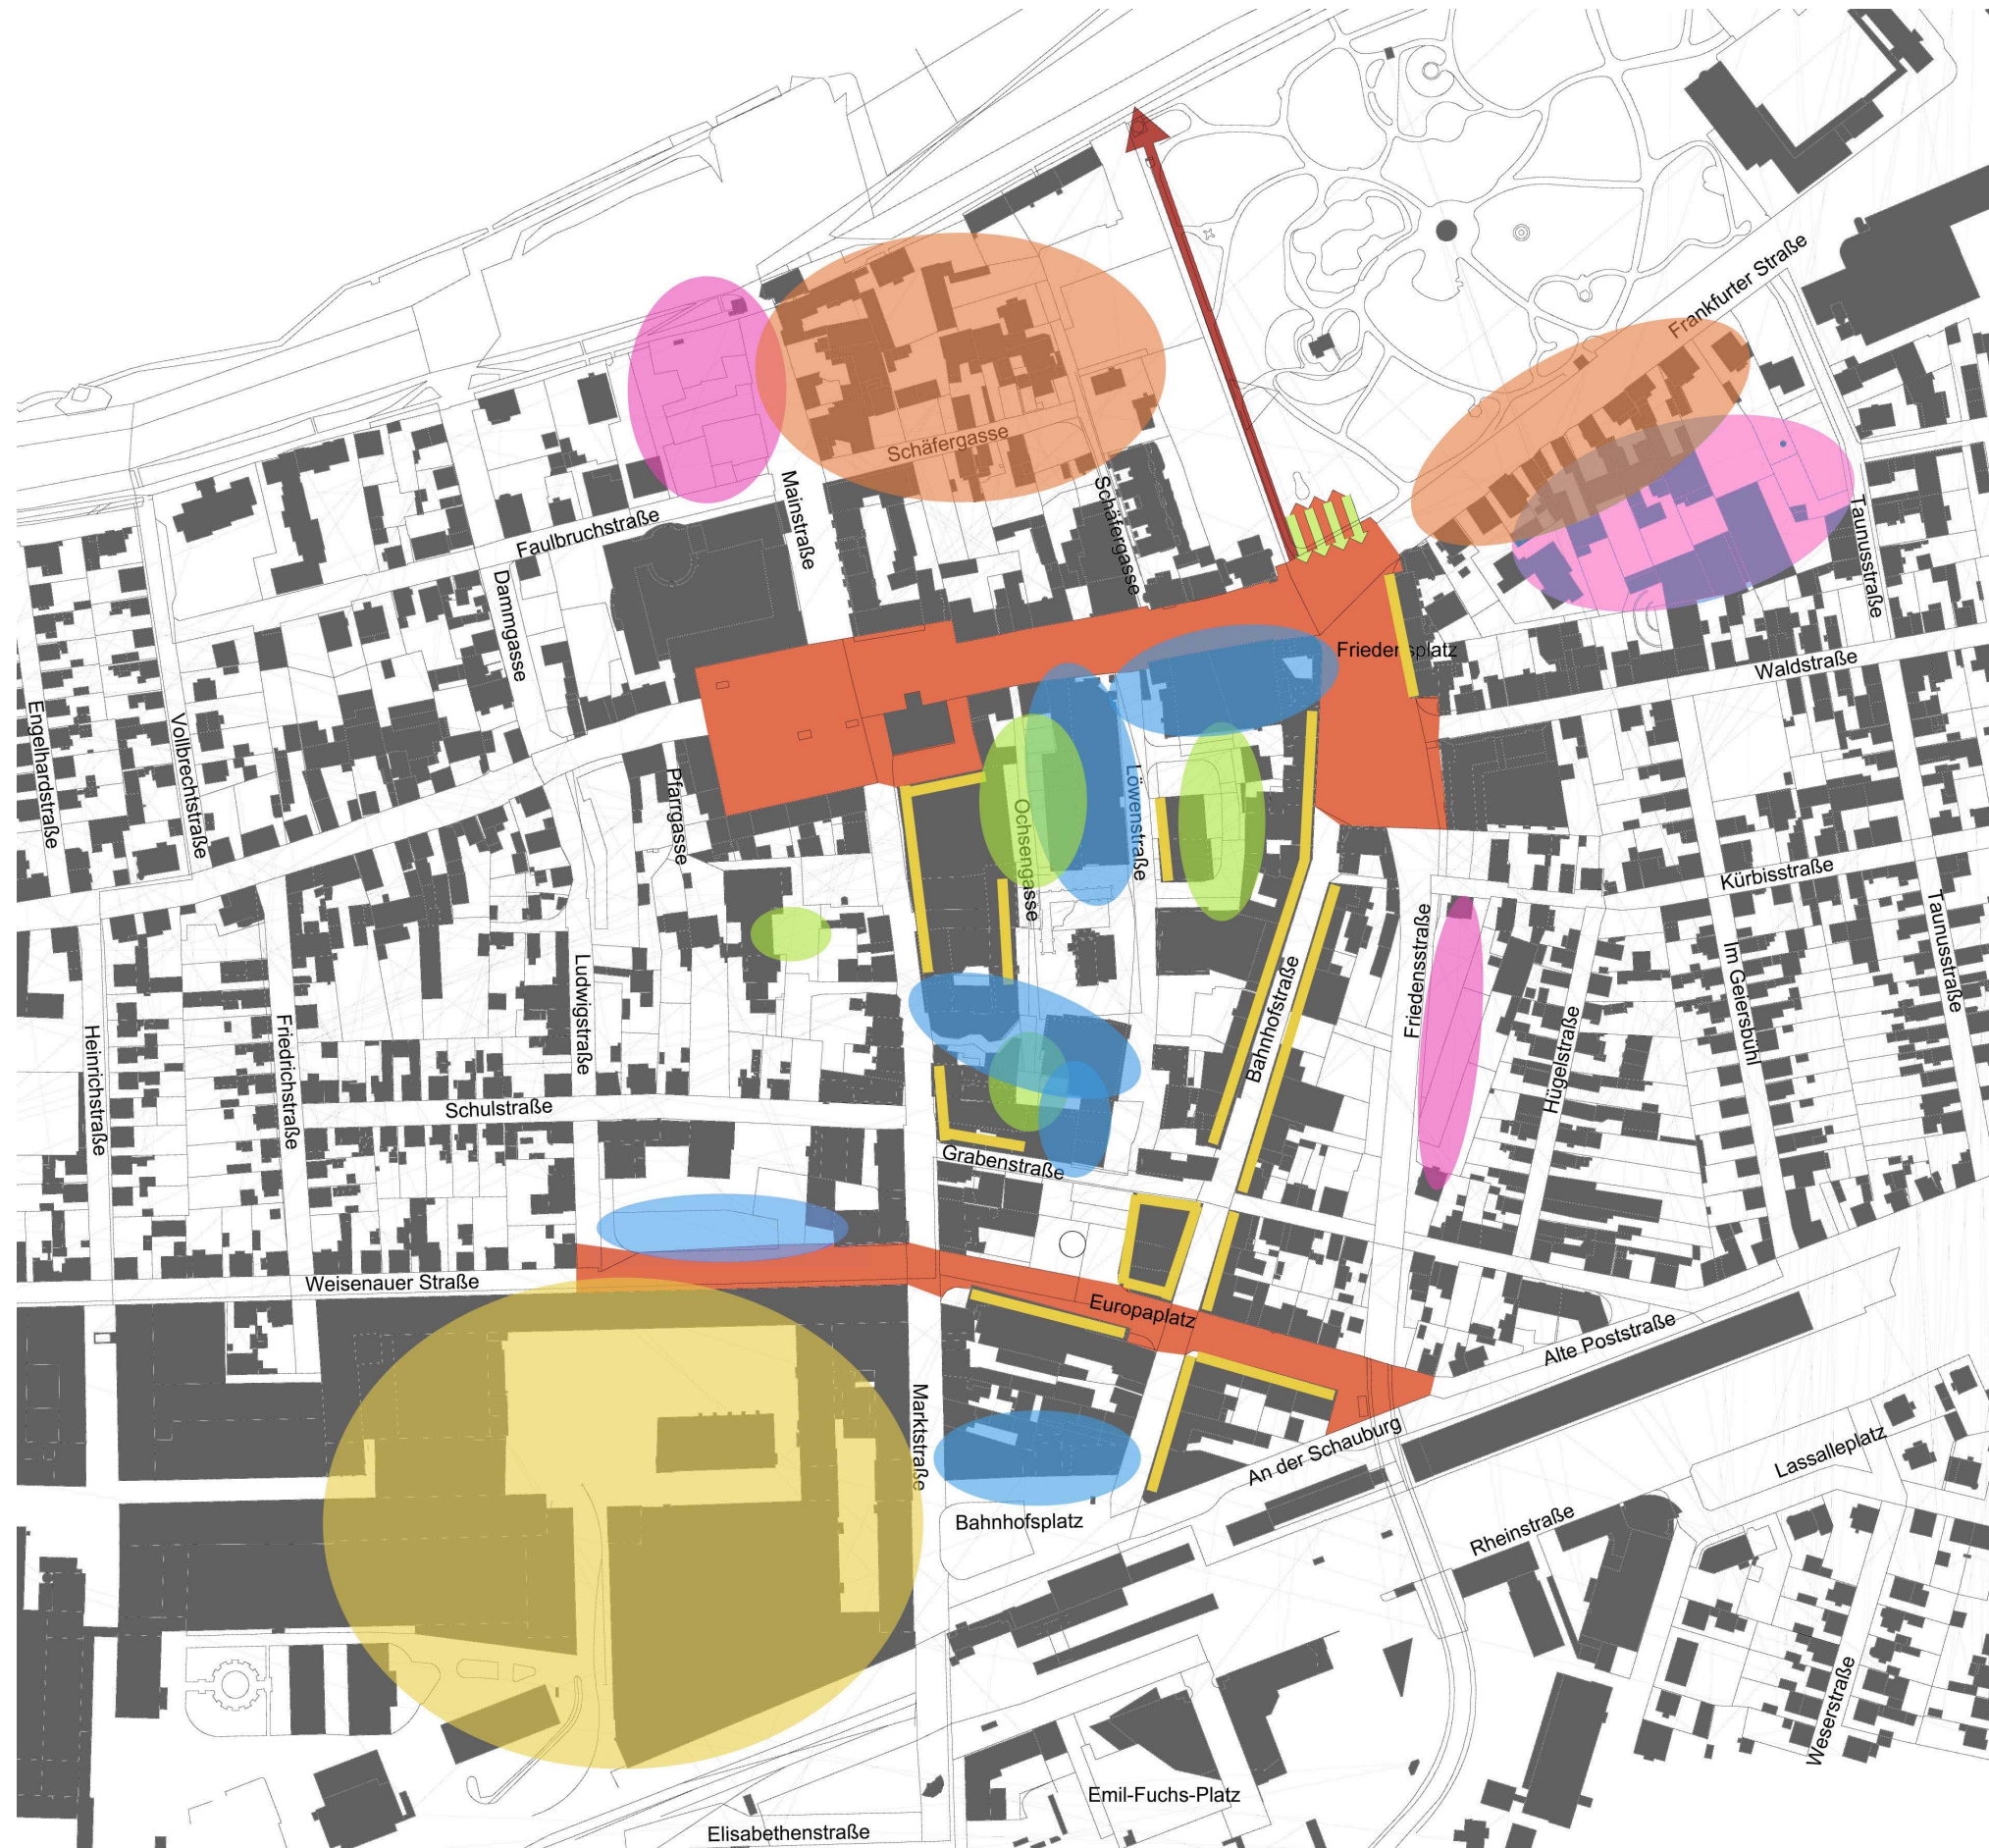 Frankfurter Straße
Schäfergasse
Mainstraße
Schäfergasse
Faulbruchstraße
Taunusstraße
Dammgasse
Friedensplatz
Waldstraße
Engelhardstraße
Vollbrechtstraße
Pfarrgasse
Löwenstraße
Ochsengasse
Kürbisstraße
Taunusstraße
Friedensstraße
Im Geiersbühl
Ludwigstraße
Bahnhofstraße
Hügelstraße
Heinrichstraße
Friedrichstraße
Schulstraße
Grabenstraße
Weisenauer Straße
Europaplatz
Alte Poststraße
Marktstraße
An der Schauburg
Lassalleplatz
Bahnhofsplatz
Rheinstraße
Weserstraße
Emil-Fuchs-Platz
Elisabethenstraße